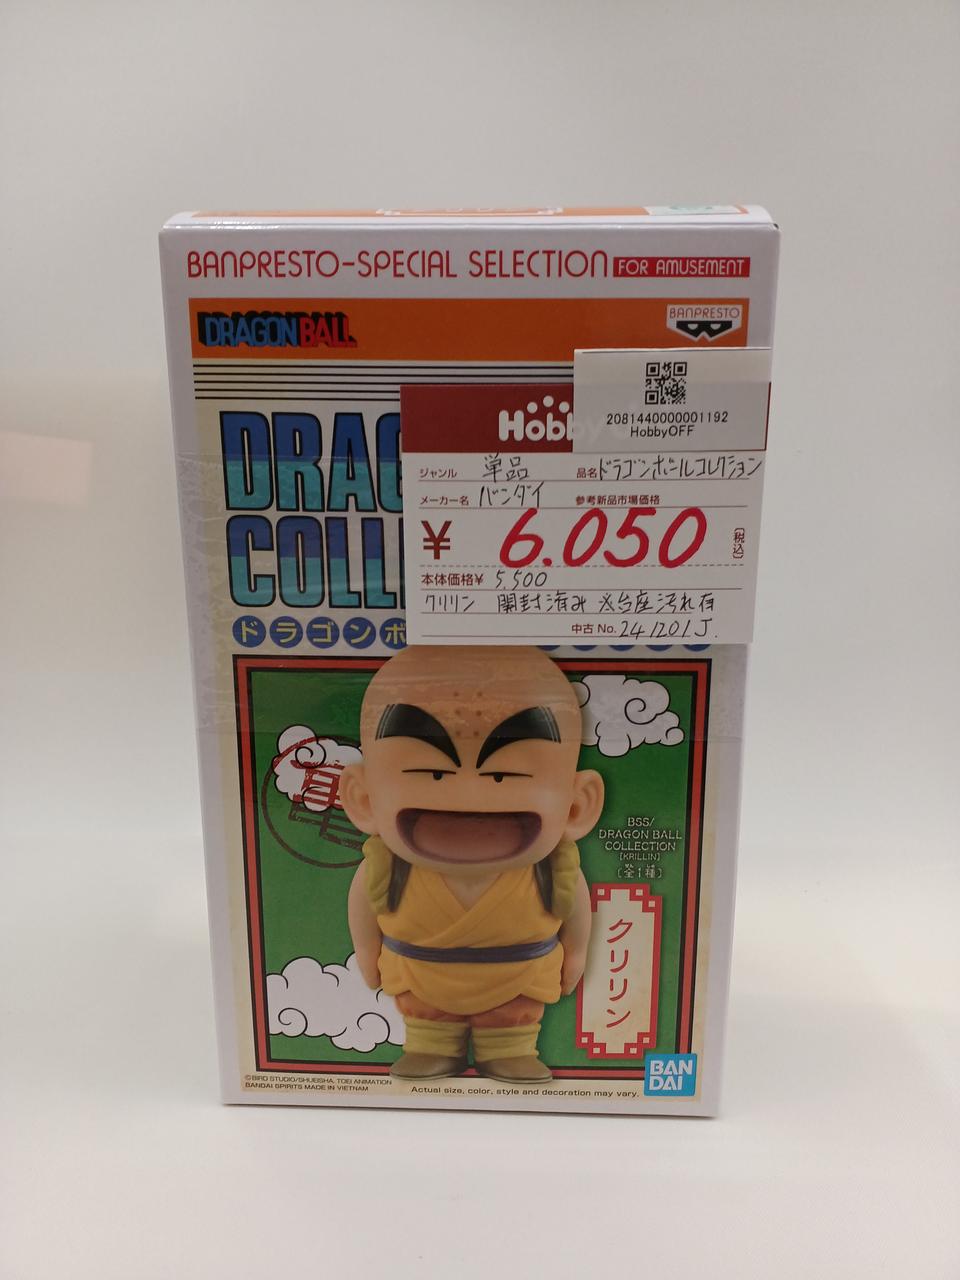 BANPRESTO-SPECIAL SELECTION FOR AMUSEMENT
DRAGON BALL
BANPRESTO
2081440000001192
HobbyOFF
Hobby
DRAG
COLL
ドラゴンボ
ジャンル 単品 品名 ドラゴンボールコレクション
メーカー名 バンダイ 参考新品市場価格
¥ 6.050 (税込)
本体価格¥ 5,500
クリリン 開封済み ※台座汚れ有
中古 No. 241201J.
BSS/
DRAGON BALL
COLLECTION
[KRILLIN]
(全1種)
クリリン
©BIRD STUDIO/SHUEISHA, TOEI ANIMATION
BANDAI SPIRITS MADE IN VIETNAM
Actual size, color, style and decoration may vary.
BAN
DAI